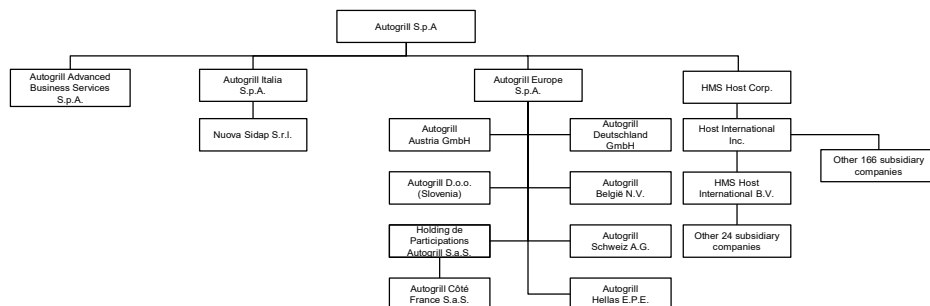 Autogrill S.p.A
Autogrill Advanced
Business Services
S.p.A.
Autogrill Italia
S.p.A.
Autogrill Europe
S.p.A.
HMS Host Corp.
Nuova Sidap S.r.l.
Autogrill
Austria GmbH
Autogrill
Deutschland
GmbH
Host International
Inc.
Other 166 subsidiary
companies
Autogrill D.o.o.
(Slovenia)
Autogrill
België N.V.
HMS Host
International B.V.
Holding de
Participations
Autogrill S.a.S.
Autogrill
Schweiz A.G.
Other 24 subsidiary
companies
Autogrill Côté
France S.a.S.
Autogrill
Hellas E.P.E.